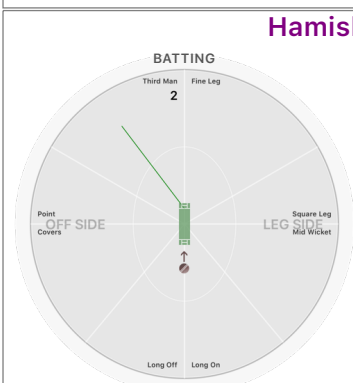 Hamish
BATTING
Third Man Fine Leg
2
Point Square Leg
OFF SIDE LEG SIDE
Covers Mid Wicket
Long Off Long On